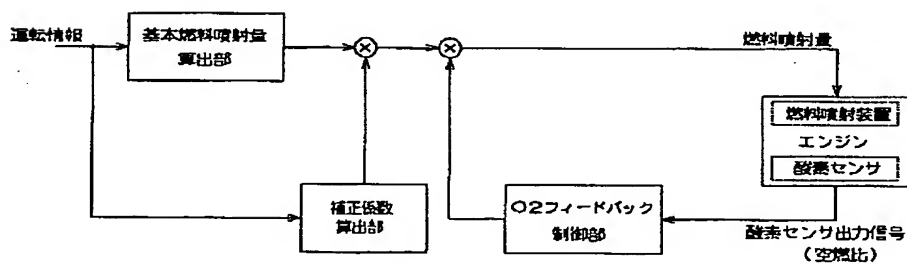 運転情報
基本燃料噴射量
算出部
燃料噴射量
燃料噴射装置
エンジン
酸素センサ
補正係数
算出部
O2フィードバック
制御部
酸素センサ出力信号
(空燃比)